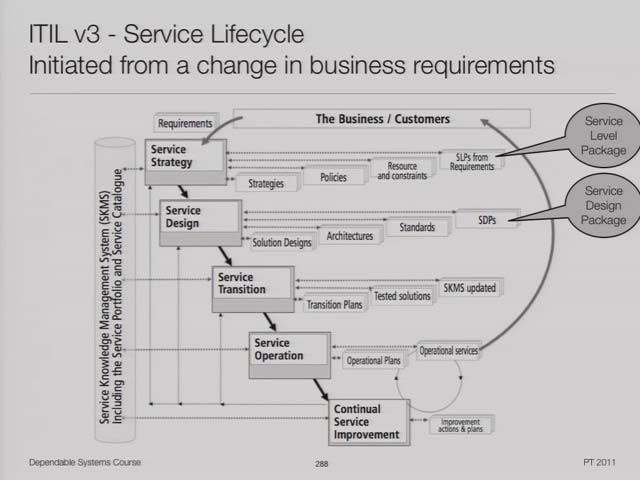 ITIL v3 - Service Lifecycle
Initiated from a change in business requirements
Requirements
The Business / Customers
Service
Level
Package
Service
Strategy
Strategies
Policies
Resource
and constraints
SLPs from
Requirements
Service
Design
Package
Service
Design
Solution Designs
Architectures
Standards
SDPs
Service
Transition
Transition Plans
Tested solutions
SKMS updated
Service
Operation
Operational Plans
Operational services
Continual
Service
Improvement
Improvement
actions & plans
Service Knowledge Management System (SKMS)
Including the Service Portfolio and Service Catalogue
Dependable Systems Course
288
PT 2011